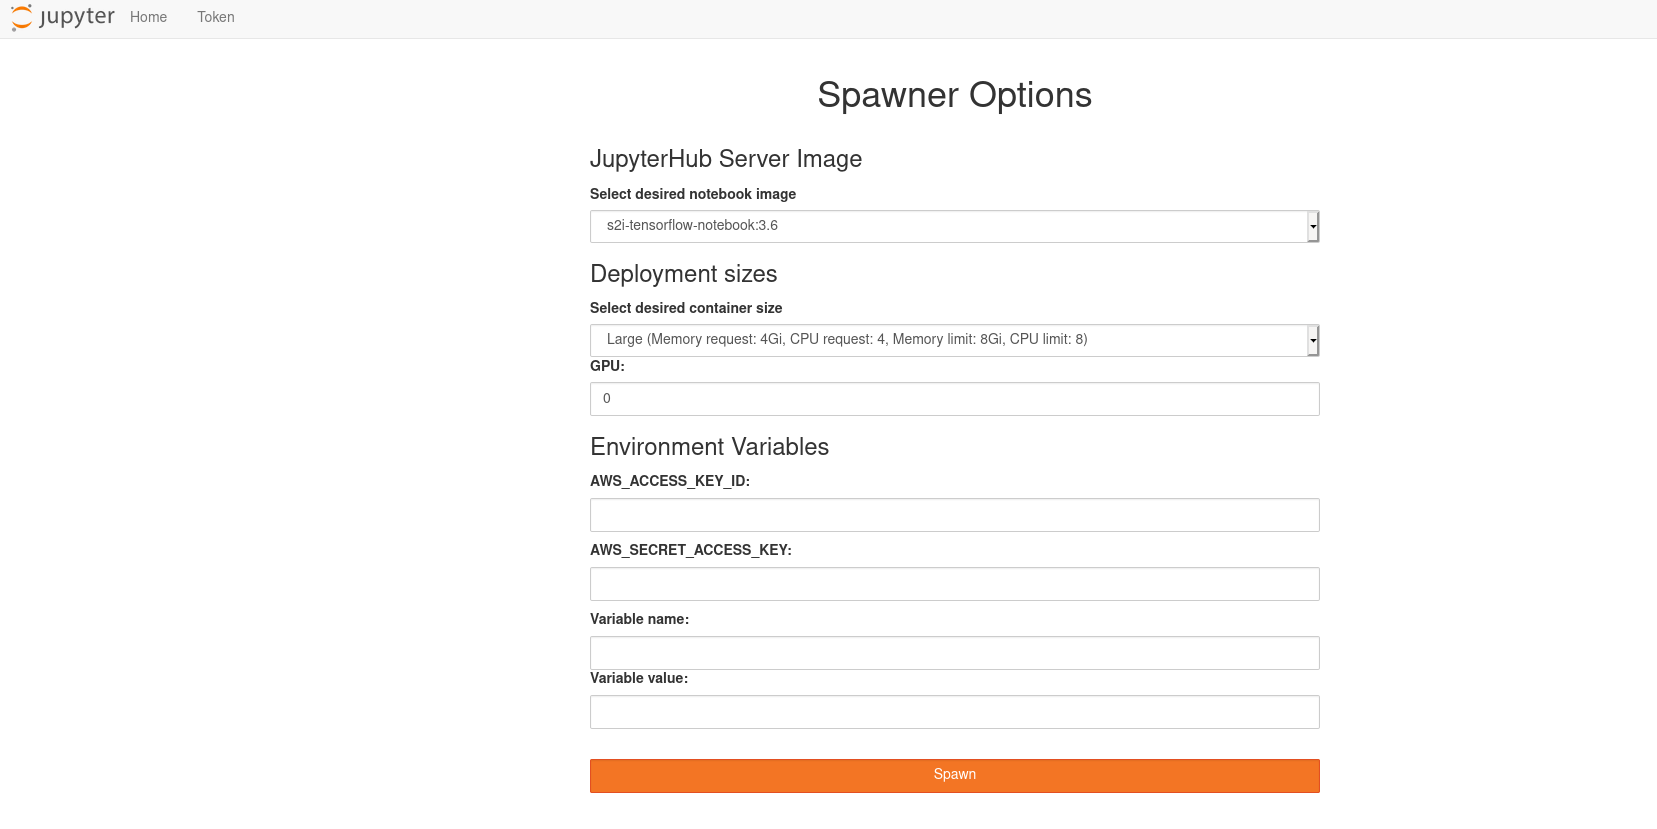 jupyter Home Token
Spawner Options
JupyterHub Server Image
Select desired notebook image
s2i-tensorflow-notebook:3.6
Deployment sizes
Select desired container size
Large (Memory request: 4Gi, CPU request: 4, Memory limit: 8Gi, CPU limit: 8)
GPU:
0
Environment Variables
AWS_ACCESS_KEY_ID:
AWS_SECRET_ACCESS_KEY:
Variable name:
Variable value:
Spawn